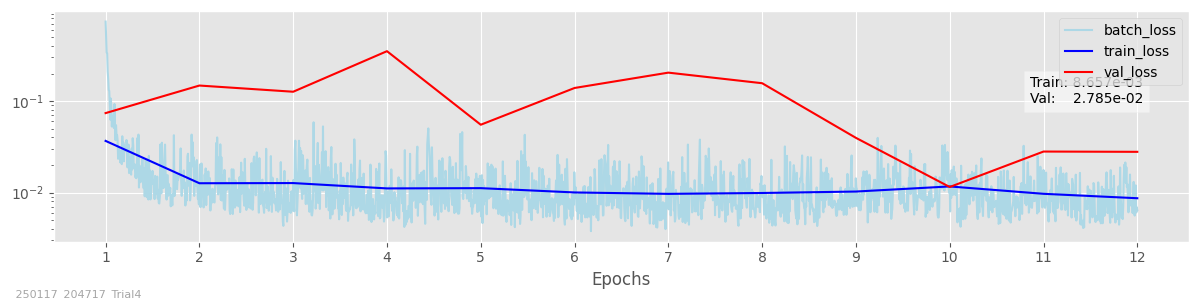 batch_loss
train_loss
val_loss
Train: 8.657e-03
Val: 2.785e-02
10⁻¹
10⁻²
1 2 3 4 5 6 7 8 9 10 11 12
Epochs
250117_204717_Trial4